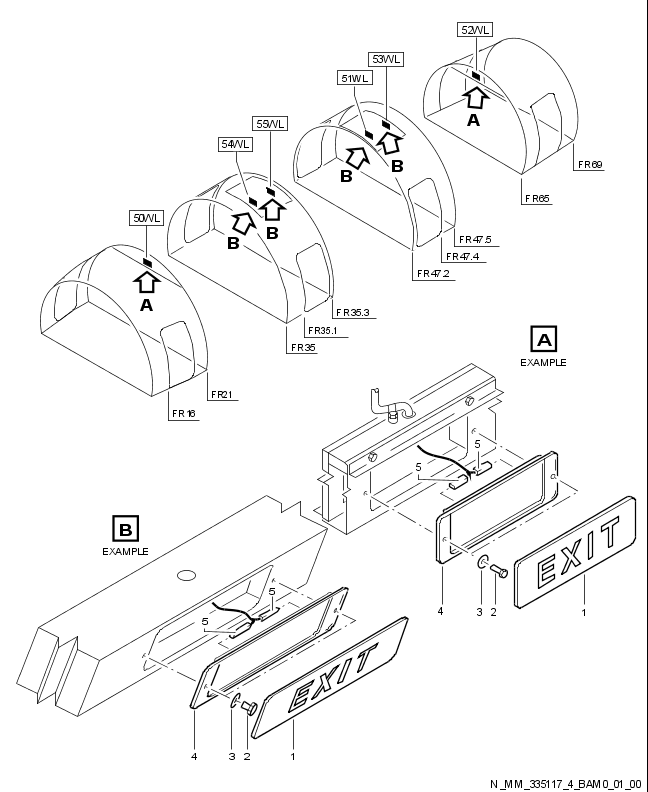 52WL
53WL
51WL
A
55WL
54WL
B
B
FR69
FR65
50WL
B
B
FR47.5
FR47.4
FR47.2
A
FR35.3
FR35.1
FR35
A
EXAMPLE
FR21
FR16
5
5
B
EXAMPLE
EXIT
4
3
2
1
5
5
EXIT
4
3
2
1
N_MM_335117_4_BAM0_01_00